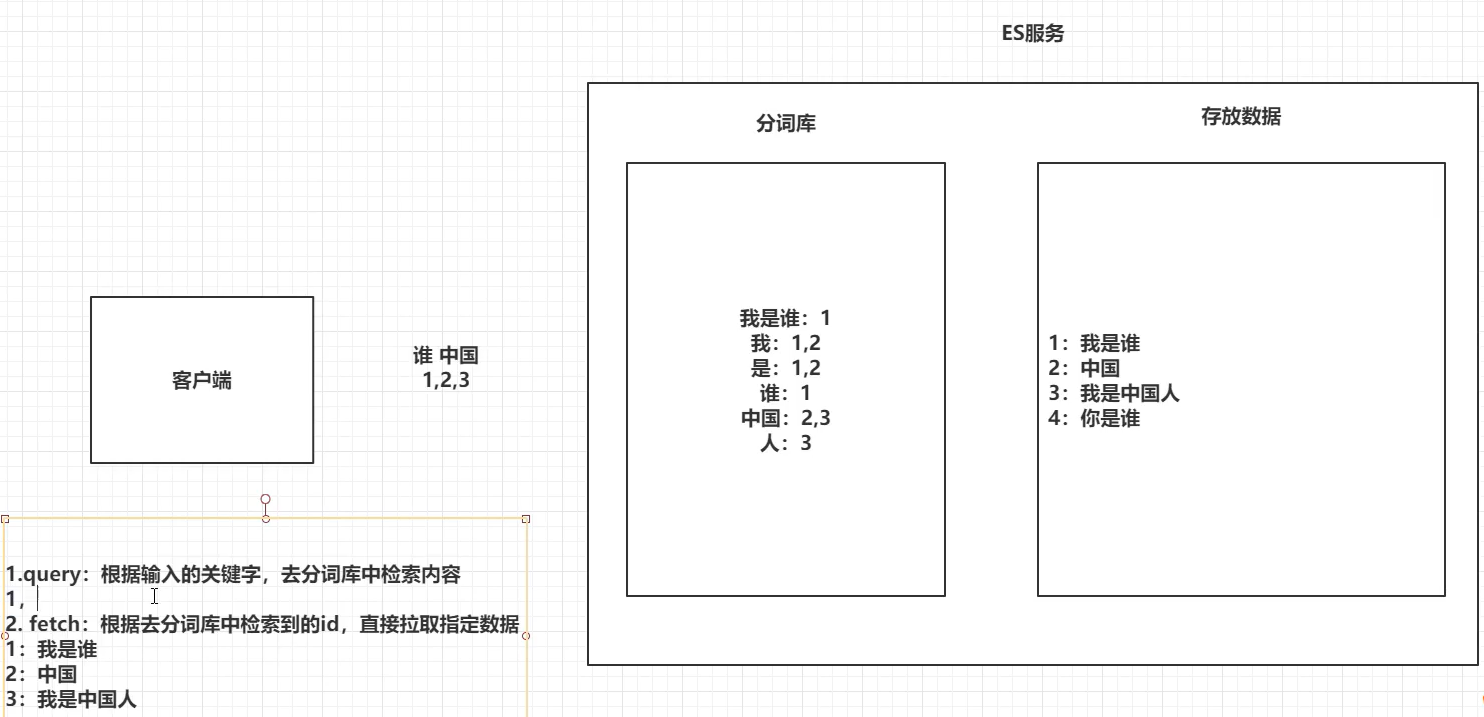 ES服务
分词库
存放数据
我是谁：1
我：1,2
是：1,2
谁：1
中国：2,3
人：3
1：我是谁
2：中国
3：我是中国人
4：你是谁
客户端
谁 中国
1,2,3
1.query：根据输入的关键字，去分词库中检索内容
1，
2. fetch：根据去分词库中检索到的id，直接拉取指定数据
1：我是谁
2：中国
3：我是中国人